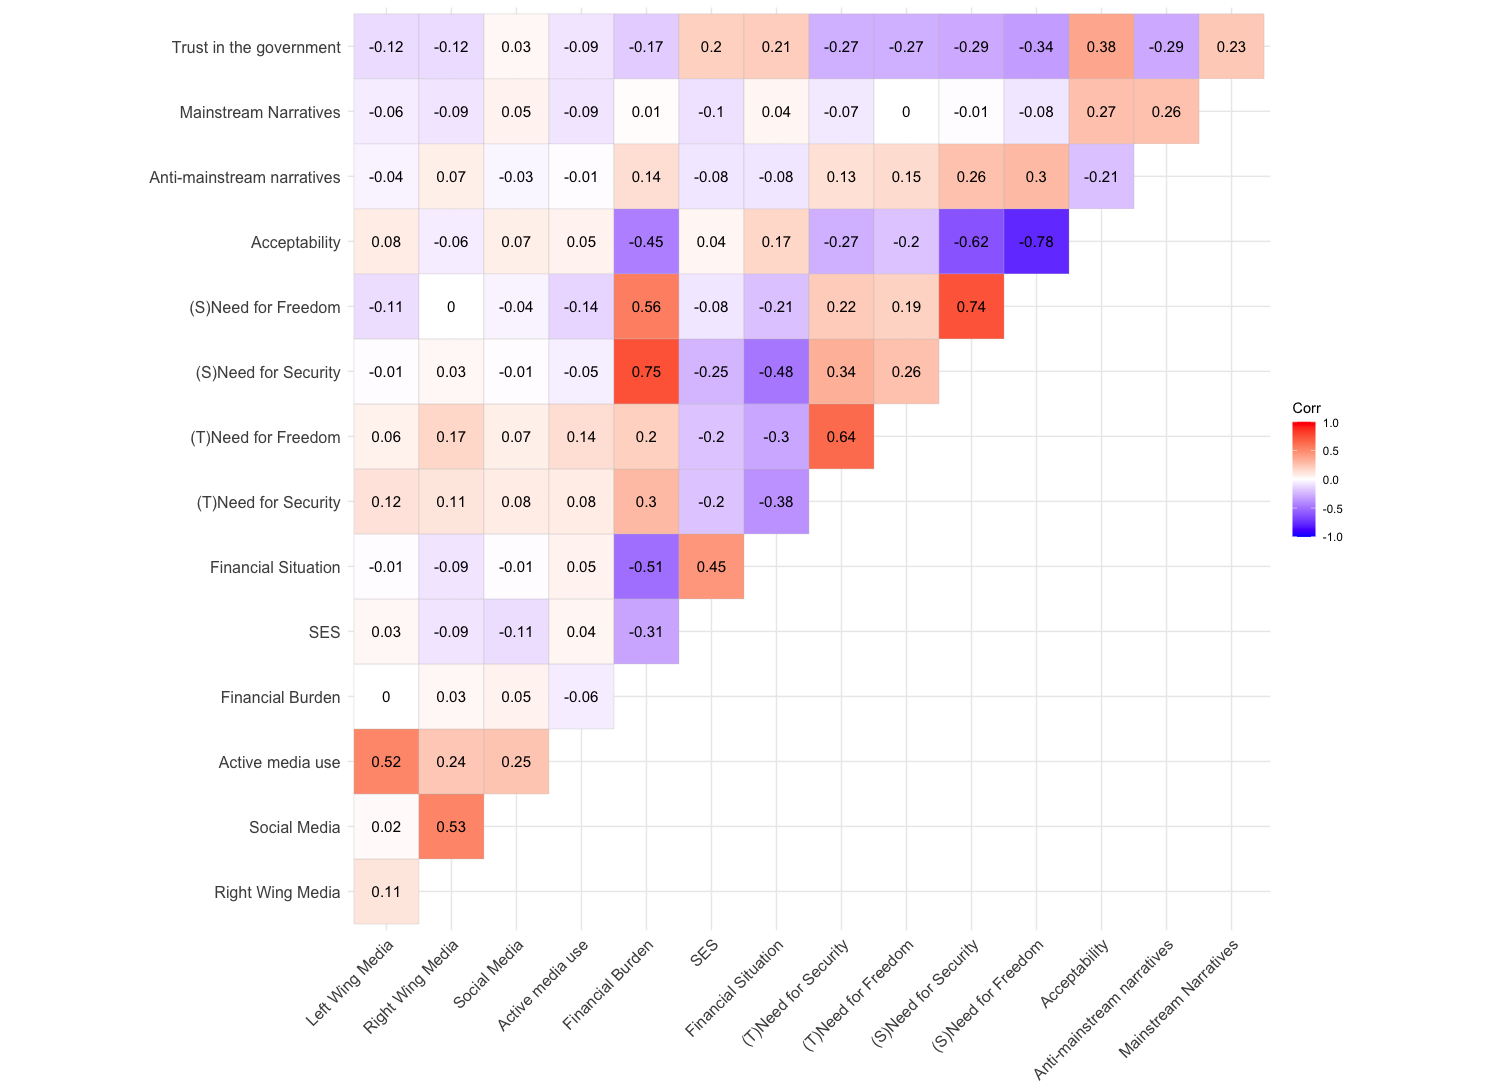 Trust in the government -0.12 -0.12 0.03 -0.09 -0.17 0.2 0.21 -0.27 -0.27 -0.29 -0.34 0.38 -0.29 0.23
Mainstream Narratives -0.06 -0.09 0.05 -0.09 0.01 -0.1 0.04 -0.07 0 -0.01 -0.08 0.27 0.26
Anti-mainstream narratives -0.04 0.07 -0.03 -0.01 0.14 -0.08 -0.08 0.13 0.15 0.26 0.3 -0.21
Acceptability 0.08 -0.06 0.07 0.05 -0.45 0.04 0.17 -0.27 -0.2 -0.62 -0.78
(S)Need for Freedom -0.11 0 -0.04 -0.14 0.56 -0.08 -0.21 0.22 0.19 0.74
(S)Need for Security -0.01 0.03 -0.01 -0.05 0.75 -0.25 -0.48 0.34 0.26
(T)Need for Freedom 0.06 0.17 0.07 0.14 0.2 -0.2 -0.3 0.64
(T)Need for Security 0.12 0.11 0.08 0.08 0.3 -0.2 -0.38
Financial Situation -0.01 -0.09 -0.01 0.05 -0.51 0.45
SES 0.03 -0.09 -0.11 0.04 -0.31
Financial Burden 0 0.03 0.05 -0.06
Active media use 0.52 0.24 0.25
Social Media 0.02 0.53
Right Wing Media 0.11
Left Wing Media
Right Wing Media
Social Media
Active media use
Financial Burden
SES
Financial Situation
(T)Need for Security
(T)Need for Freedom
(S)Need for Security
(S)Need for Freedom
Acceptability
Anti-mainstream narratives
Mainstream Narratives
Corr
1.0
0.5
0.0
-0.5
-1.0